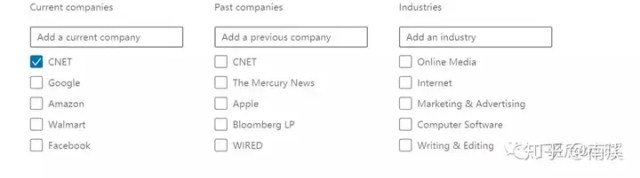 Current companies
Add a current company
CNET
Google
Amazon
Walmart
Facebook
Past companies
Add a previous company
CNET
The Mercury News
Apple
Bloomberg LP
WIRED
Industries
Add an industry
Online Media
Internet
Marketing & Advertising
Computer Software
Writing & Editing
知乎 @南溪